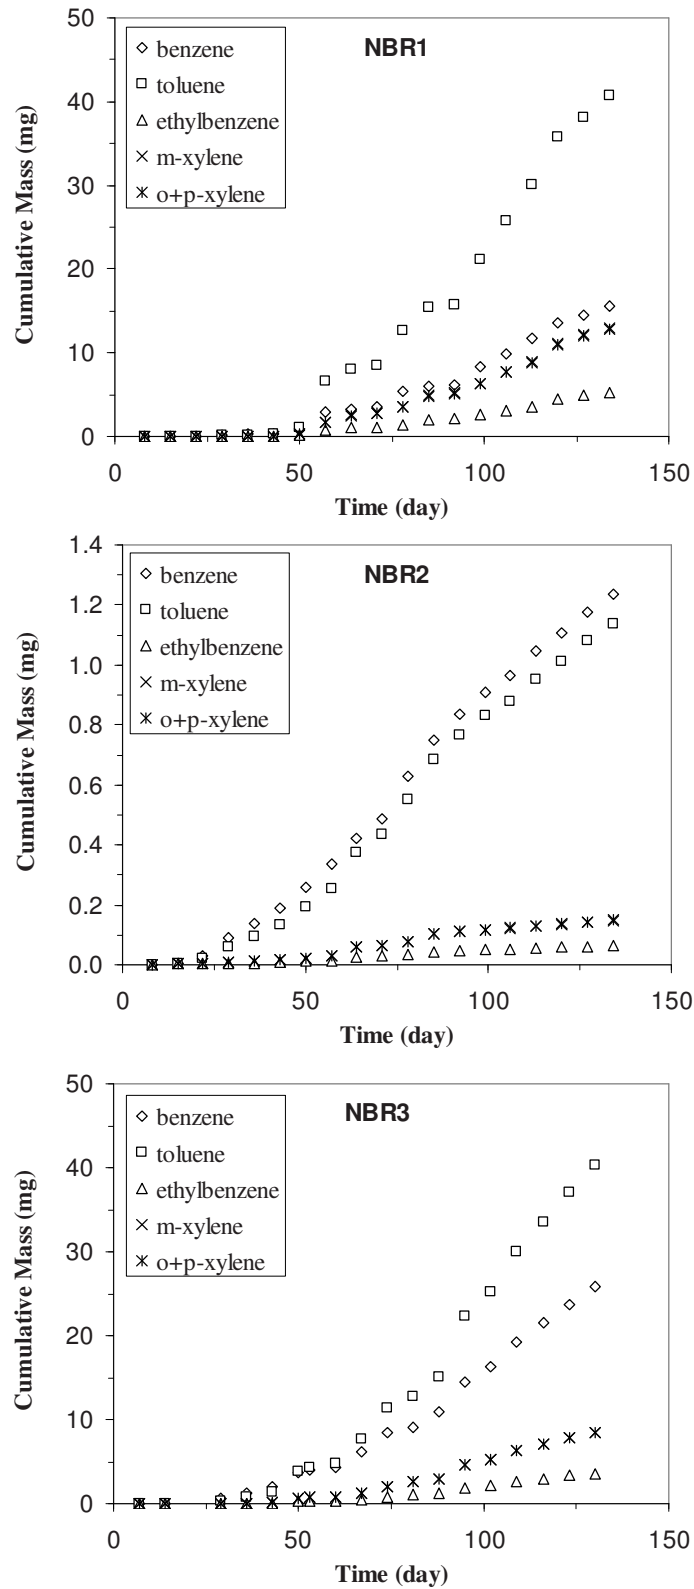 NBR1
benzene
toluene
ethylbenzene
m-xylene
o+p-xylene
50
40
30
20
10
0
Cumulative Mass (mg)
0 50 100 150
Time (day)
NBR2
benzene
toluene
ethylbenzene
m-xylene
o+p-xylene
1.4
1.2
1.0
0.8
0.6
0.4
0.2
0.0
Cumulative Mass (mg)
0 50 100 150
Time (day)
NBR3
benzene
toluene
ethylbenzene
m-xylene
o+p-xylene
50
40
30
20
10
0
Cumulative Mass (mg)
0 50 100 150
Time (day)